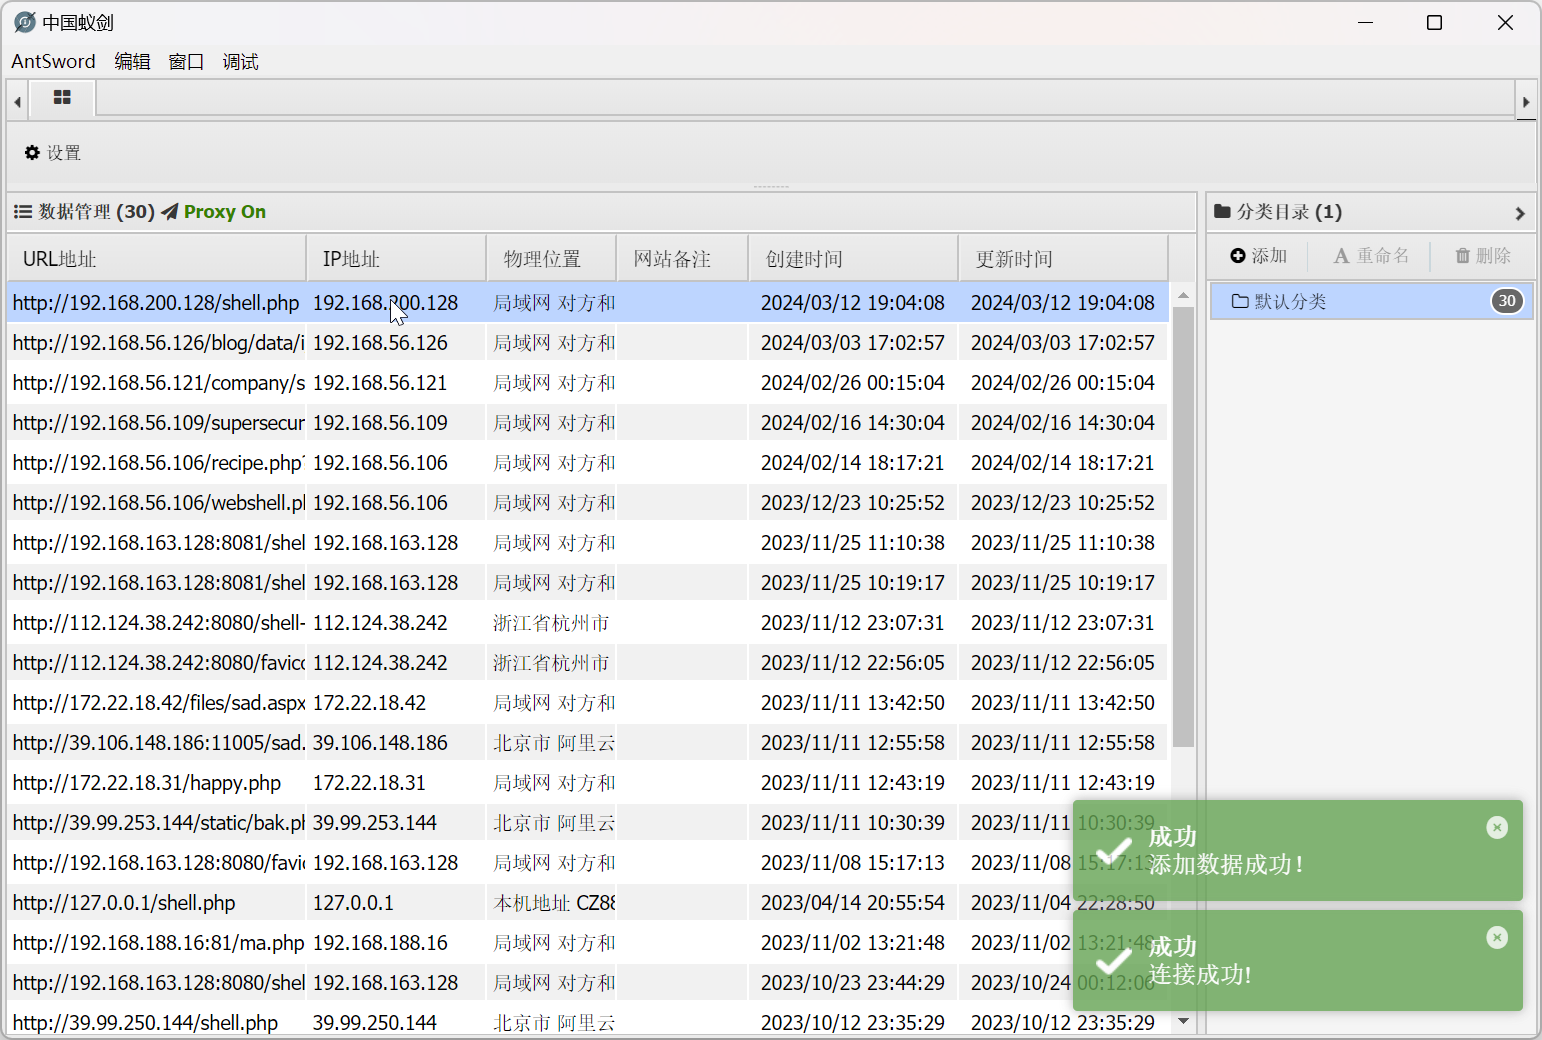 中国蚁剑
AntSword 编辑 窗口 调试
设置
数据管理 (30) Proxy On
URL地址 IP地址 物理位置 网站备注 创建时间 更新时间
http://192.168.200.128/shell.php 192.168.200.128 局域网 对方和 2024/03/12 19:04:08 2024/03/12 19:04:08
http://192.168.56.126/blog/data/i 192.168.56.126 局域网 对方和 2024/03/03 17:02:57 2024/03/03 17:02:57
http://192.168.56.121/company/s 192.168.56.121 局域网 对方和 2024/02/26 00:15:04 2024/02/26 00:15:04
http://192.168.56.109/supersecur 192.168.56.109 局域网 对方和 2024/02/16 14:30:04 2024/02/16 14:30:04
http://192.168.56.106/recipe.php? 192.168.56.106 局域网 对方和 2024/02/14 18:17:21 2024/02/14 18:17:21
http://192.168.56.106/webshell.pl 192.168.56.106 局域网 对方和 2023/12/23 10:25:52 2023/12/23 10:25:52
http://192.168.163.128:8081/shel 192.168.163.128 局域网 对方和 2023/11/25 11:10:38 2023/11/25 11:10:38
http://192.168.163.128:8081/shel 192.168.163.128 局域网 对方和 2023/11/25 10:19:17 2023/11/25 10:19:17
http://112.124.38.242:8080/shell- 112.124.38.242 浙江省杭州市 2023/11/12 23:07:31 2023/11/12 23:07:31
http://112.124.38.242:8080/favico 112.124.38.242 浙江省杭州市 2023/11/12 22:56:05 2023/11/12 22:56:05
http://172.22.18.42/files/sad.aspx 172.22.18.42 局域网 对方和 2023/11/11 13:42:50 2023/11/11 13:42:50
http://39.106.148.186:11005/sad. 39.106.148.186 北京市 阿里云 2023/11/11 12:55:58 2023/11/11 12:55:58
http://172.22.18.31/happy.php 172.22.18.31 局域网 对方和 2023/11/11 12:43:19 2023/11/11 12:43:19
http://39.99.253.144/static/bak.pl 39.99.253.144 北京市 阿里云 2023/11/11 10:30:39 2023/11/11 10:30:39
http://192.168.163.128:8080/favic 192.168.163.128 局域网 对方和 2023/11/08 15:17:13 2023/11/08 15:17:13
http://127.0.0.1/shell.php 127.0.0.1 本机地址 CZ88 2023/04/14 20:55:54 2023/11/04 22:28:50
http://192.168.188.16:81/ma.php 192.168.188.16 局域网 对方和 2023/11/02 13:21:48 2023/11/02 13:21:48
http://192.168.163.128:8080/shel 192.168.163.128 局域网 对方和 2023/10/23 23:44:29 2023/10/24 00:12:06
http://39.99.250.144/shell.php 39.99.250.144 北京市 阿里云 2023/10/12 23:35:29 2023/10/12 23:35:29
分类目录 (1)
添加 重命名 删除
默认分类 30
成功
添加数据成功！
成功
连接成功!